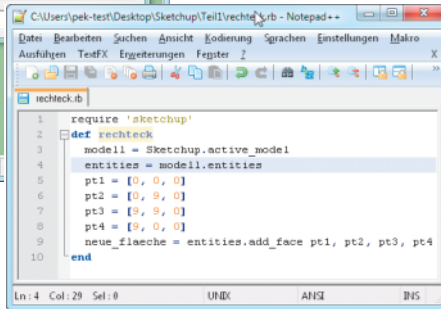 C:\Users\pek-test\Desktop\Sketchup\Teil1\rechteck.rb - Notepad++
Datei Bearbeiten Suchen Ansicht Kodierung Sprachen Einstellungen Makro
Ausführen TextFX Erweiterungen Fenster ? X
rechteck.rb
1 require 'sketchup'
2 def rechteck
3 modell = Sketchup.active_model
4 entities = modell.entities
5 pt1 = [0, 0, 0]
6 pt2 = [0, 9, 0]
7 pt3 = [9, 9, 0]
8 pt4 = [9, 0, 0]
9 neue_flaeche = entities.add_face pt1, pt2, pt3, pt4
10 end
Ln : 4 Col : 29 Sel : 0 UNIX ANSI INS